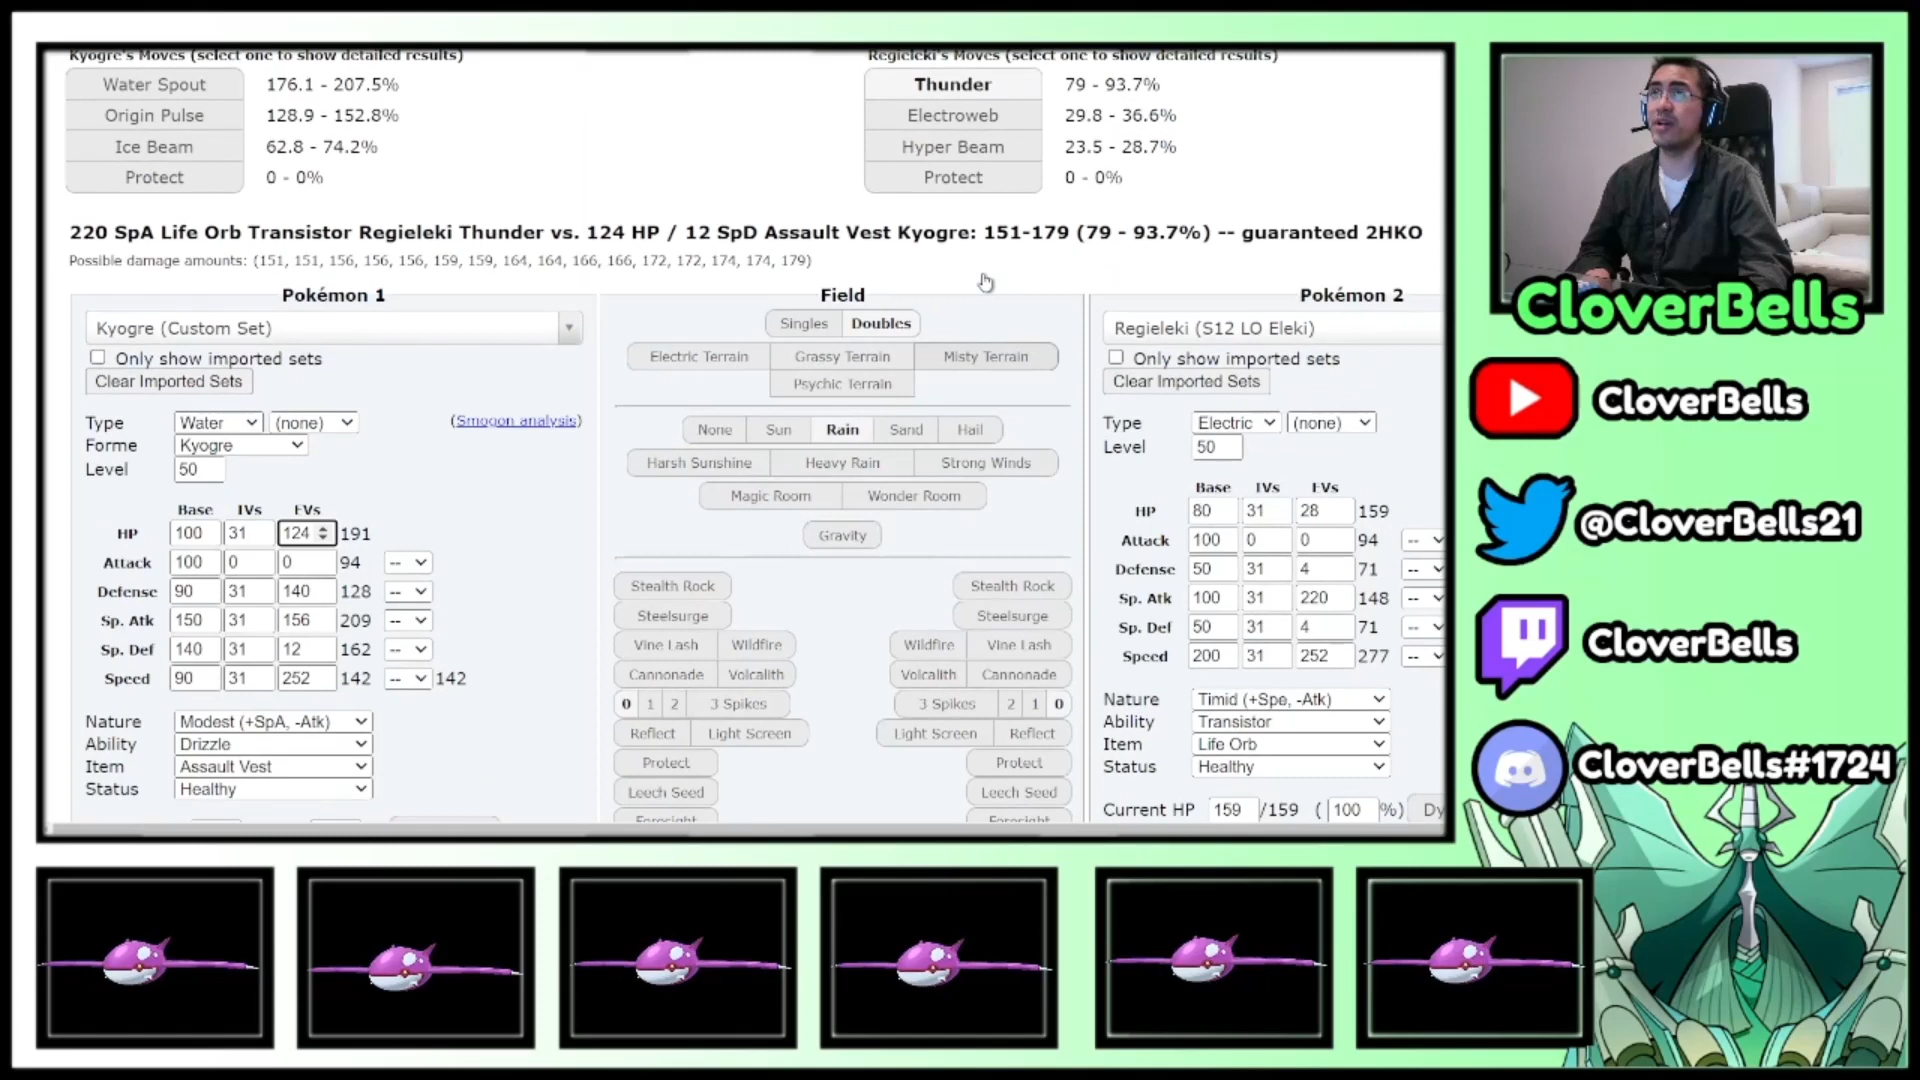 Kyogre's Moves (select one to show detailed results)
Water Spout 176.1 - 207.5%
Origin Pulse 128.9 - 152.8%
Ice Beam 62.8 - 74.2%
Protect 0 - 0%
Regieleki's Moves (select one to show detailed results)
Thunder 79 - 93.7%
Electroweb 29.8 - 36.6%
Hyper Beam 23.5 - 28.7%
Protect 0 - 0%
220 SpA Life Orb Transistor Regieleki Thunder vs. 124 HP / 12 SpD Assault Vest Kyogre: 151-179 (79 - 93.7%) -- guaranteed 2HKO
Possible damage amounts: (151, 151, 156, 156, 156, 159, 159, 164, 164, 166, 166, 172, 172, 174, 174, 179)
Pokémon 1
Kyogre (Custom Set)
Only show imported sets
Clear Imported Sets
Type Water (none) (Smogon analysis)
Forme Kyogre
Level 50
Base IVs EVs
HP 100 31 124 191
Attack 100 0 0 94 --
Defense 90 31 140 128 --
Sp. Atk 150 31 156 209 --
Sp. Def 140 31 12 162 --
Speed 90 31 252 142 -- 142
Nature Modest (+SpA, -Atk)
Ability Drizzle
Item Assault Vest
Status Healthy
Field
Singles Doubles
Electric Terrain Grassy Terrain Misty Terrain
Psychic Terrain
None Sun Rain Sand Hail
Harsh Sunshine Heavy Rain Strong Winds
Magic Room Wonder Room
Gravity
Stealth Rock Stealth Rock
Steelsurge Steelsurge
Vine Lash Wildfire Wildfire Vine Lash
Cannonade Volcalith Volcalith Cannonade
0 1 2 3 Spikes 3 Spikes 2 1 0
Reflect Light Screen Light Screen Reflect
Protect Protect
Leech Seed Leech Seed
Foresight Foresight
Pokémon 2
Regieleki (S12 LO Eleki)
Only show imported sets
Clear Imported Sets
Type Electric (none)
Level 50
Base IVs EVs
HP 80 31 28 159
Attack 100 0 0 94 --
Defense 50 31 4 71 --
Sp. Atk 100 31 220 148 --
Sp. Def 50 31 4 71 --
Speed 200 31 252 277 --
Nature Timid (+Spe, -Atk)
Ability Transistor
Item Life Orb
Status Healthy
Current HP 159 /159 ( 100 %) Dy
CloverBells
CloverBells
@CloverBells21
CloverBells
CloverBells#1724